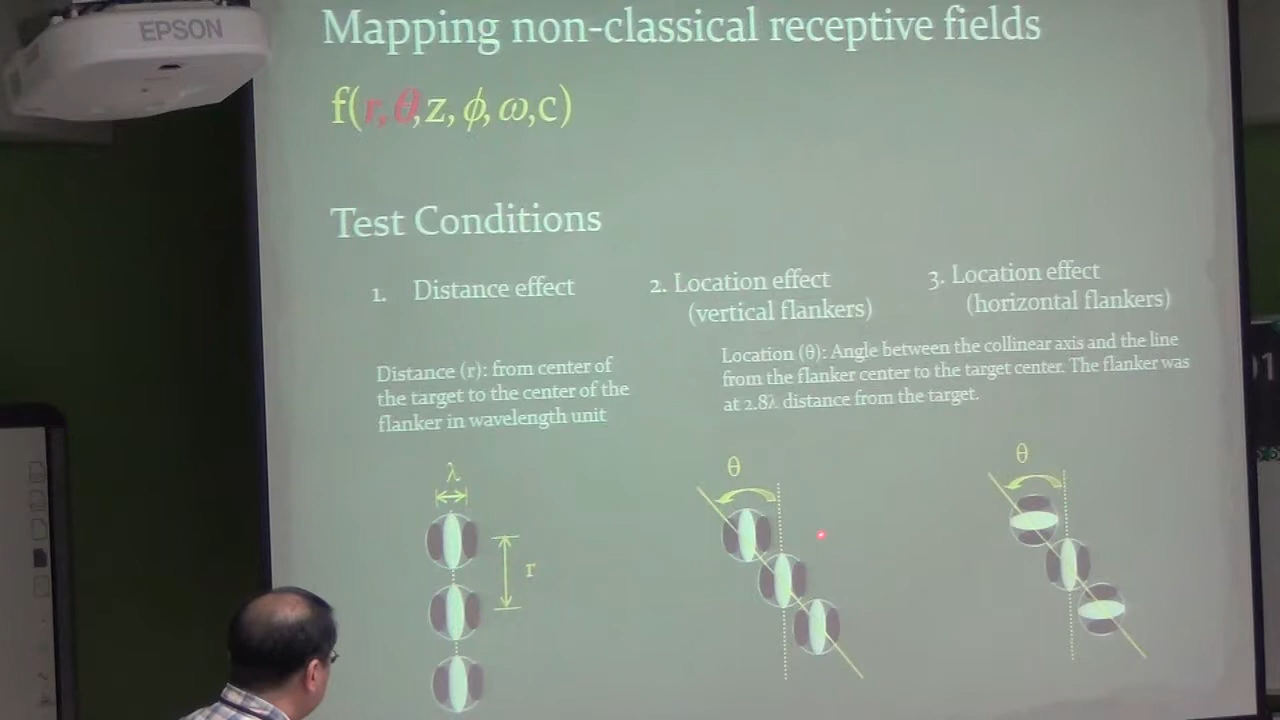 EPSON
Mapping non-classical receptive fields
f(r,θ,z,ϕ,ω,c)
Test Conditions
1. Distance effect
Distance (r): from center of
the target to the center of the
flanker in wavelength unit
λ
r
2. Location effect
(vertical flankers)
3. Location effect
(horizontal flankers)
Location (θ): Angle between the collinear axis and the line
from the flanker center to the target center. The flanker was
at 2.8λ distance from the target.
θ
θ